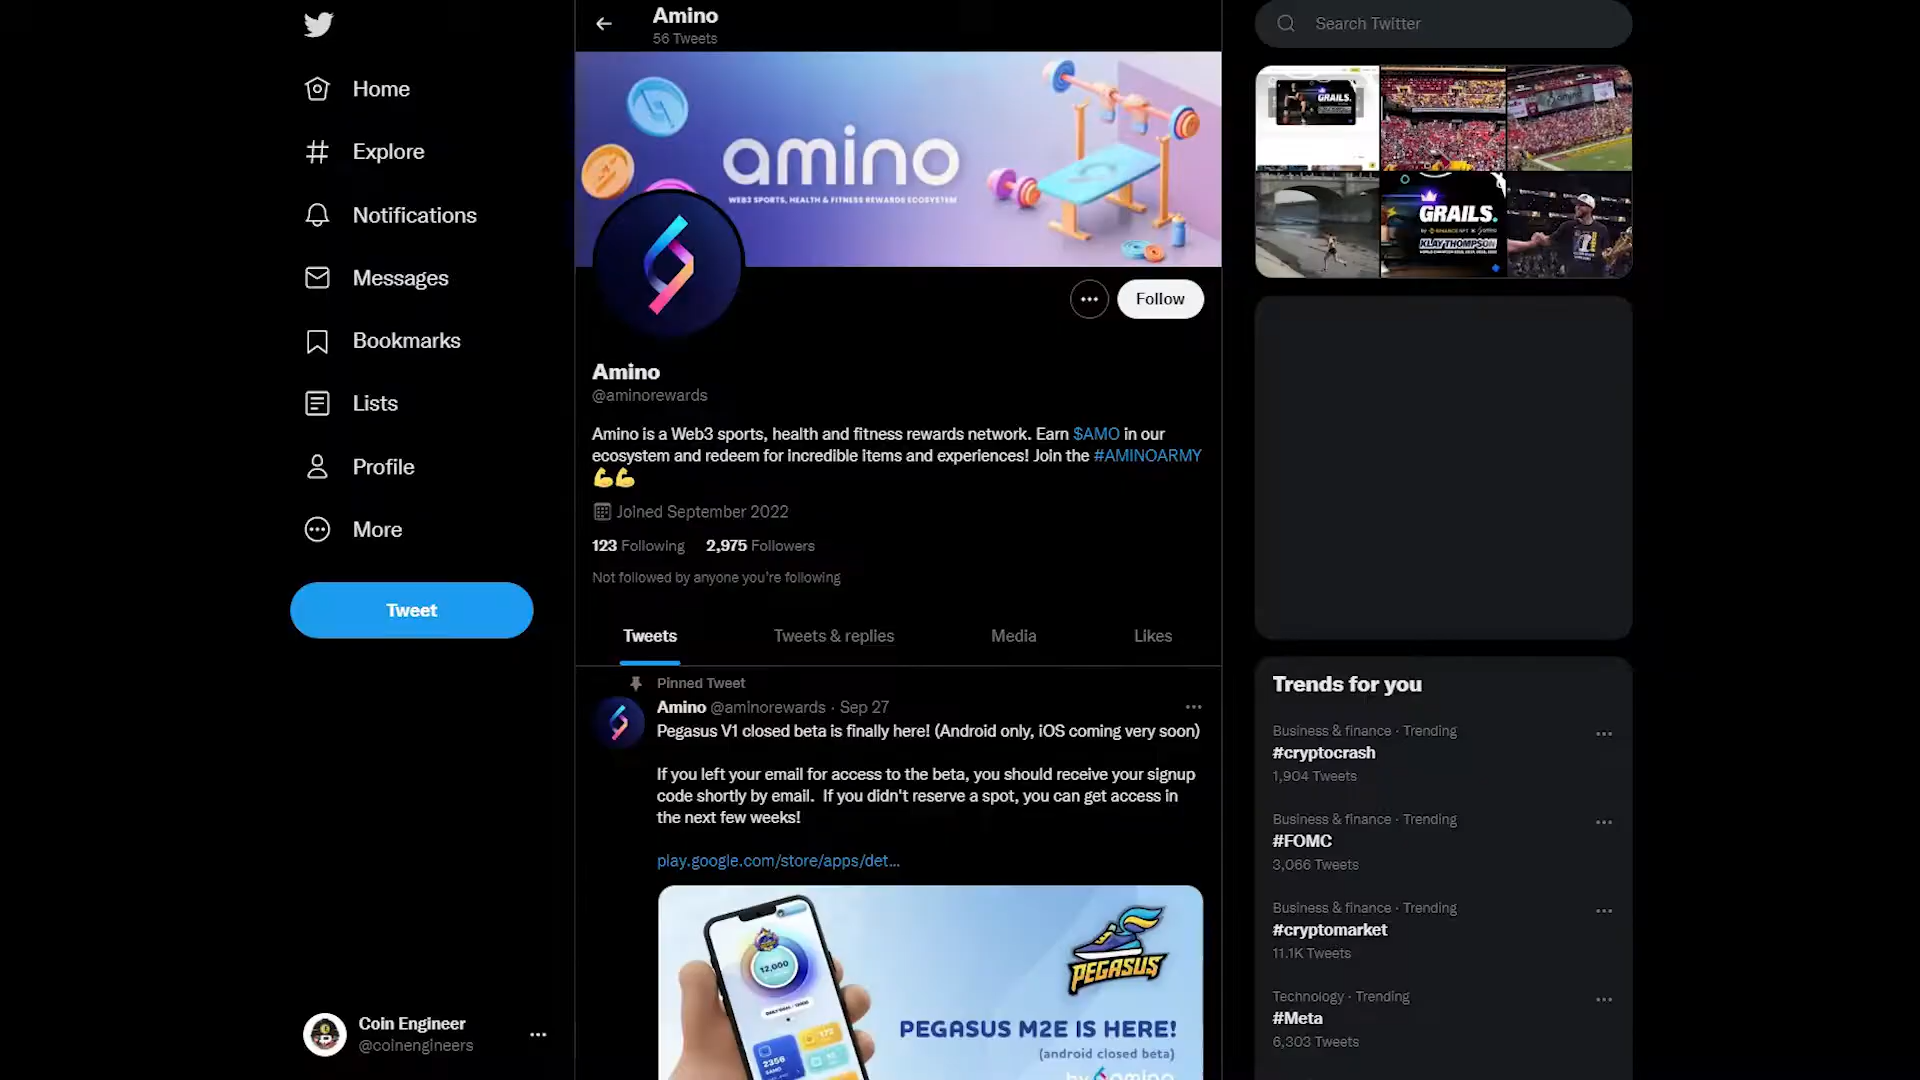 Home
Explore
Notifications
Messages
Bookmarks
Lists
Profile
More
Tweet
Coin Engineer
@coinengineers
Amino
56 Tweets
amino
WEB3 SPORTS, HEALTH & FITNESS REWARDS ECOSYSTEM
Follow
Amino
@aminorewards
Amino is a Web3 sports, health and fitness rewards network. Earn $AMO in our
ecosystem and redeem for incredible items and experiences! Join the #AMINOARMY
💪💪
Joined September 2022
123 Following 2,975 Followers
Not followed by anyone you're following
Tweets Tweets & replies Media Likes
Pinned Tweet
Amino @aminorewards · Sep 27
Pegasus V1 closed beta is finally here! (Android only, iOS coming very soon)
If you left your email for access to the beta, you should receive your signup
code shortly by email. If you didn't reserve a spot, you can get access in
the next few weeks!
play.google.com/store/apps/det...
12,000
2356
172
PEGASUS
PEGASUS M2E IS HERE!
(android closed beta)
by amino
Search Twitter
GRAILS.
amino
GRAILS.
KLAY THOMPSON
Trends for you
Business & finance · Trending
#cryptocrash
1,904 Tweets
Business & finance · Trending
#FOMC
3,066 Tweets
Business & finance · Trending
#cryptomarket
11.1K Tweets
Technology · Trending
#Meta
6,303 Tweets